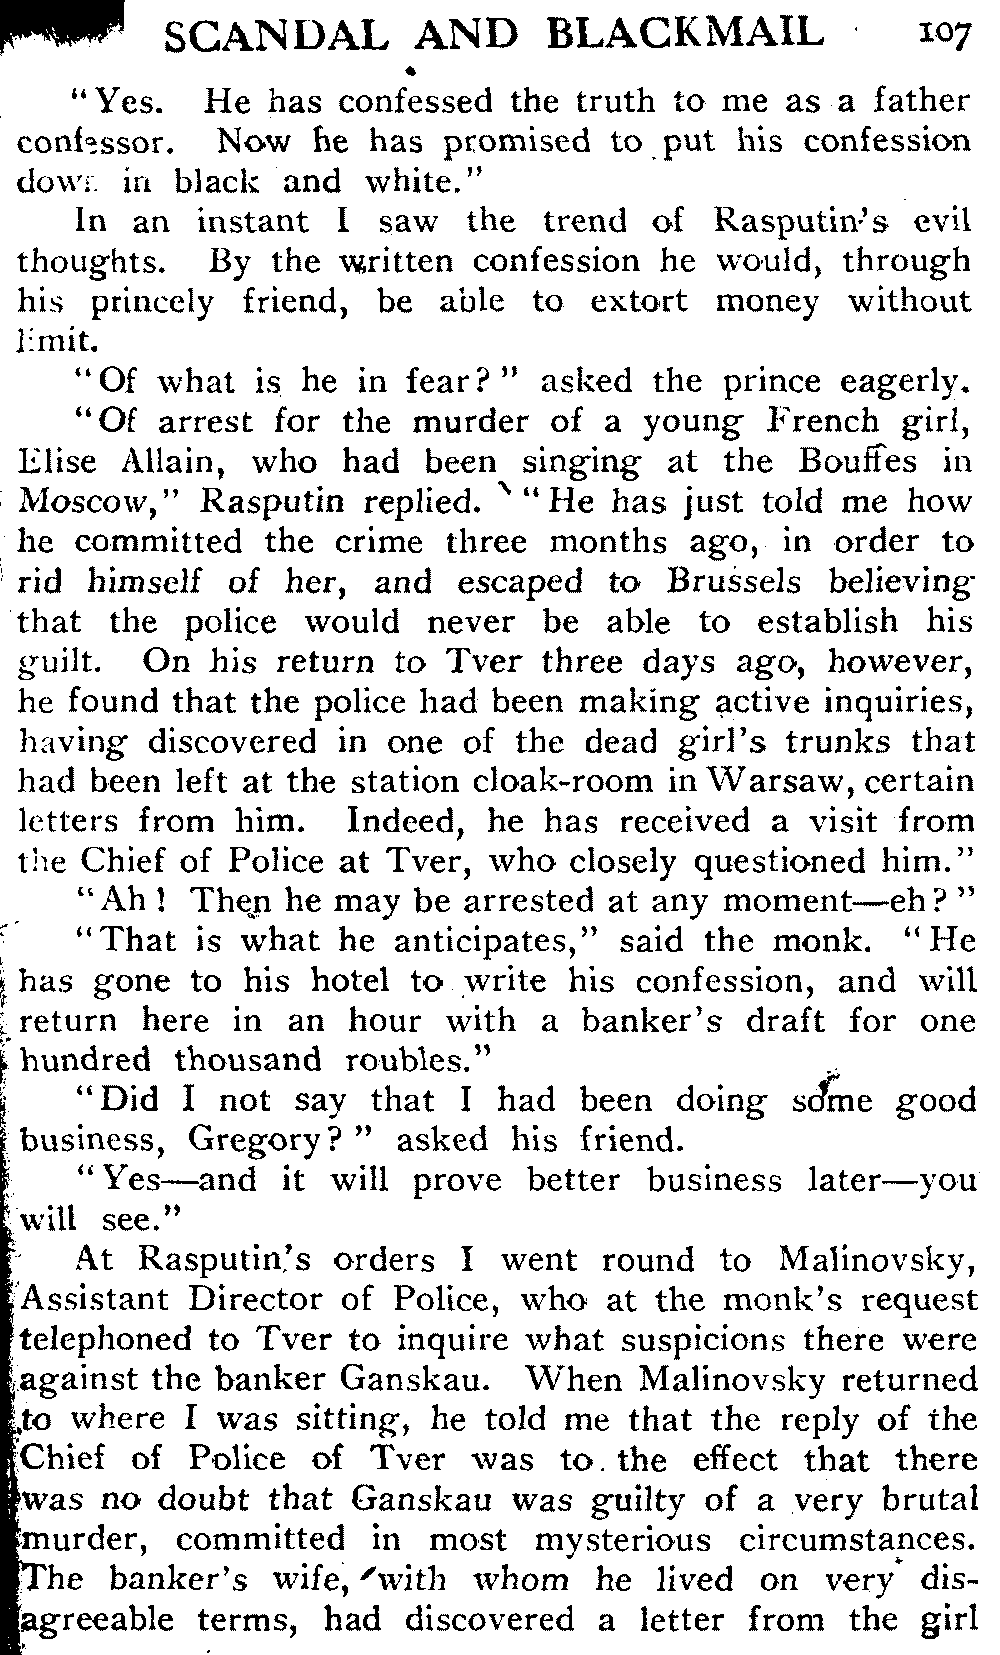 SCANDAL AND BLACKMAIL 107
"Yes. He has confessed the truth to me as a father
confessor. Now he has promised to put his confession
down in black and white."
In an instant I saw the trend of Rasputin's evil
thoughts. By the written confession he would, through
his princely friend, be able to extort money without
limit.
"Of what is he in fear?" asked the prince eagerly.
"Of arrest for the murder of a young French girl,
Elise Allain, who had been singing at the Bouffes in
Moscow," Rasputin replied. "He has just told me how
he committed the crime three months ago, in order to
rid himself of her, and escaped to Brussels believing
that the police would never be able to establish his
guilt. On his return to Tver three days ago, however,
he found that the police had been making active inquiries,
having discovered in one of the dead girl's trunks that
had been left at the station cloak-room in Warsaw, certain
letters from him. Indeed, he has received a visit from
the Chief of Police at Tver, who closely questioned him."
"Ah! Then he may be arrested at any moment—eh?"
"That is what he anticipates," said the monk. "He
has gone to his hotel to write his confession, and will
return here in an hour with a banker's draft for one
hundred thousand roubles."
"Did I not say that I had been doing some good
business, Gregory?" asked his friend.
"Yes—and it will prove better business later—you
will see."
At Rasputin's orders I went round to Malinovsky,
Assistant Director of Police, who at the monk's request
telephoned to Tver to inquire what suspicions there were
against the banker Ganskau. When Malinovsky returned
to where I was sitting, he told me that the reply of the
Chief of Police of Tver was to the effect that there
was no doubt that Ganskau was guilty of a very brutal
murder, committed in most mysterious circumstances.
The banker's wife, with whom he lived on very dis-
agreeable terms, had discovered a letter from the girl